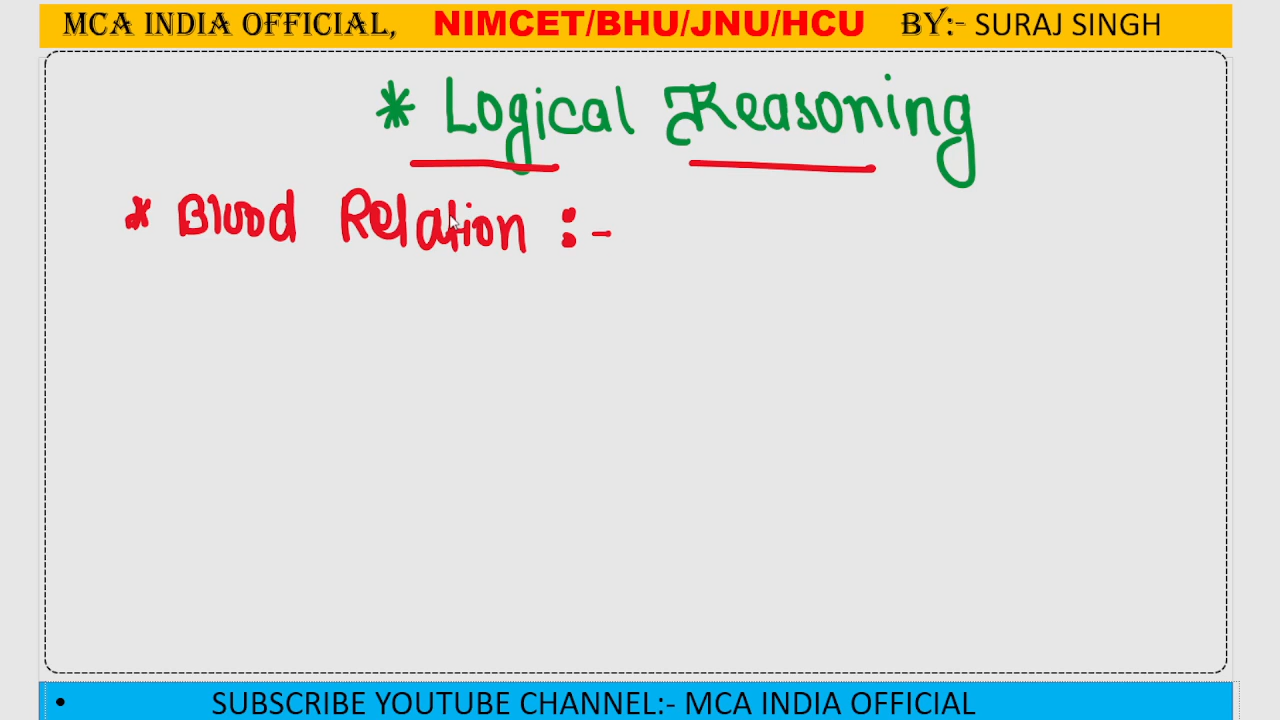 MCA INDIA OFFICIAL, NIMCET/BHU/JNU/HCU BY:- SURAJ SINGH
* Logical Reasoning
* Blood Relation :-
• SUBSCRIBE YOUTUBE CHANNEL:- MCA INDIA OFFICIAL